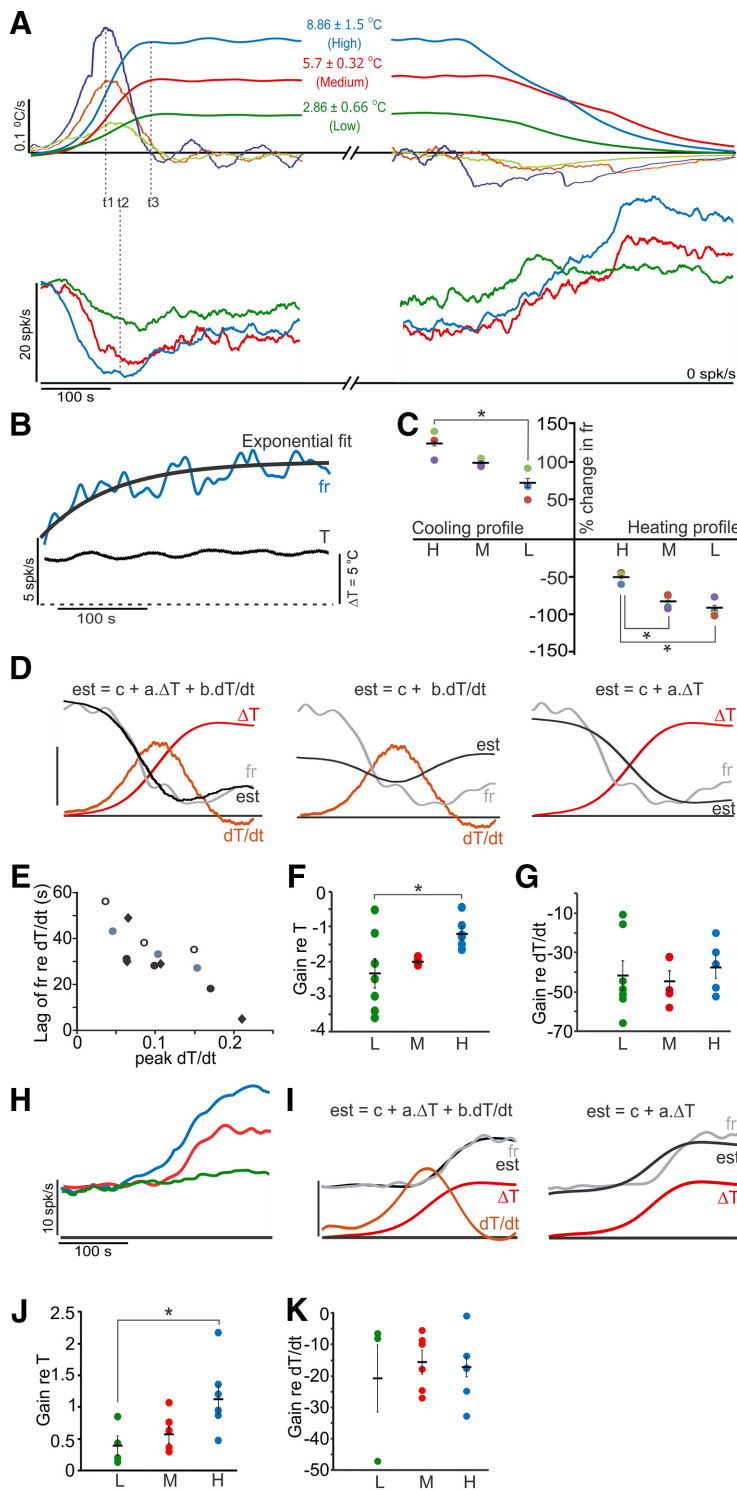 A
8.86 ± 1.5 °C
(High)
5.7 ± 0.32 °C
(Medium)
2.86 ± 0.66 °C
(Low)
0.1 °C/s
t1 t2 t3
20 spk/s
0 spk/s
100 s
B
Exponential fit
fr
T
5 spk/s
ΔT = 5 °C
100 s
C
*
150
100
50
% change in fr
Cooling profile
Heating profile
H M L
H M L
-50
-100
-150
*
*
D
est = c + a.ΔT + b.dT/dt
ΔT
fr
est
dT/dt
est = c + b.dT/dt
est
fr
dT/dt
est = c + a.ΔT
ΔT
fr
est
E
Lag of fr re dT/dt (s)
60
40
20
0
0 0.1 0.2
peak dT/dt
F
*
Gain re T
0
-1
-2
-3
-4
L M H
G
Gain re dT/dt
-10
-30
-50
-70
L M H
H
10 spk/s
100 s
I
est = c + a.ΔT + b.dT/dt
fr
est
ΔT
dT/dt
est = c + a.ΔT
fr
est
ΔT
J
*
Gain re T
2.5
2
1.5
1
0.5
0
L M H
K
Gain re dT/dt
0
-10
-20
-30
-40
-50
L M H